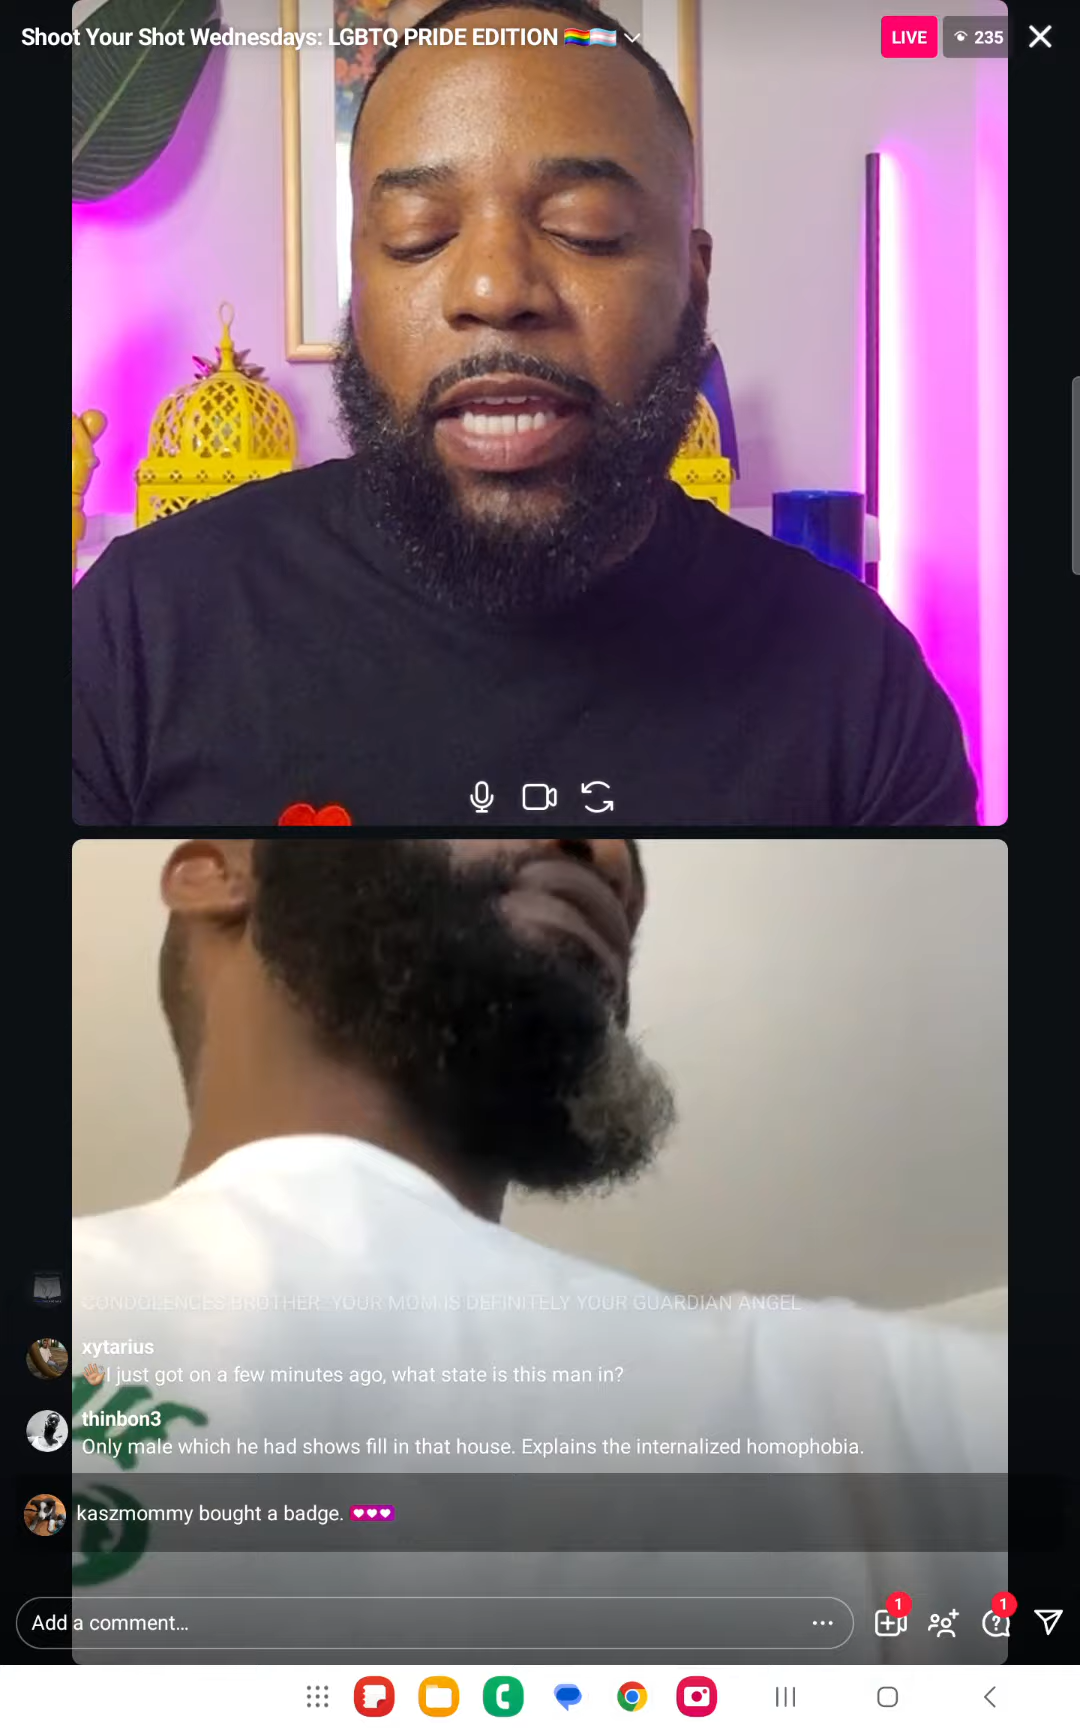 Shoot Your Shot Wednesdays: LGBTQ PRIDE EDITION 🏳️‍🌈🏳️‍⚧️
LIVE
235
CONDOLENCES BROTHER. YOUR MOM IS DEFINITELY YOUR GUARDIAN ANGEL
xytarius
👋🏽I just got on a few minutes ago, what state is this man in?
thinbon3
Only male which he had shows fill in that house. Explains the internalized homophobia.
kaszmommy bought a badge.
Add a comment...
1
1